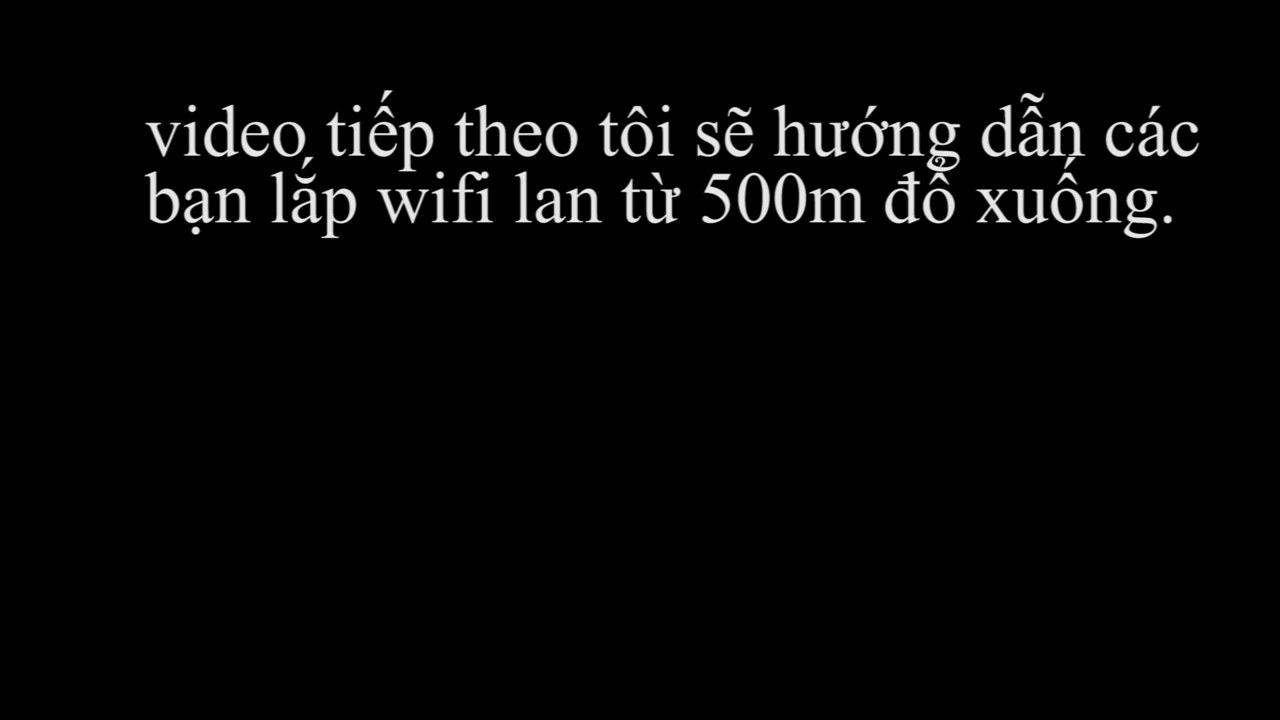 video tiếp theo tôi sẽ hướng dẫn các
bạn lắp wifi lan từ 500m đổ xuống.